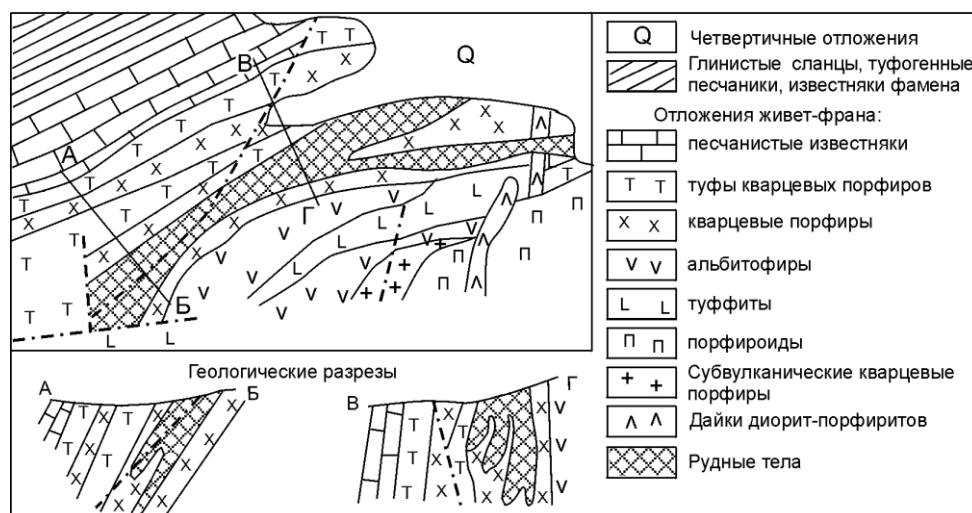 Q
В
А
Г
Б
Геологические разрезы
А
Б
В
Г
Q Четвертичные отложения
Глинистые сланцы, туфогенные
песчаники, известняки фамена
Отложения живет-франа:
песчанистые известняки
Т Т туфы кварцевых порфиров
х х кварцевые порфиры
v v альбитофиры
L L туффиты
П П порфироиды
+ + Субвулканические кварцевые
порфиры
Λ Λ Дайки диорит-порфиритов
Рудные тела